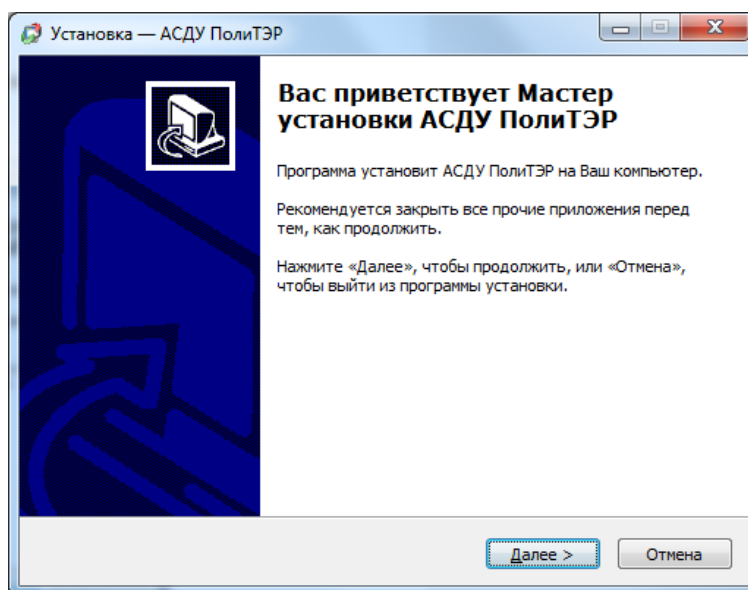 Установка — АСДУ ПолиТЭР
Вас приветствует Мастер
установки АСДУ ПолиТЭР
Программа установит АСДУ ПолиТЭР на Ваш компьютер.
Рекомендуется закрыть все прочие приложения перед
тем, как продолжить.
Нажмите «Далее», чтобы продолжить, или «Отмена»,
чтобы выйти из программы установки.
Далее >
Отмена